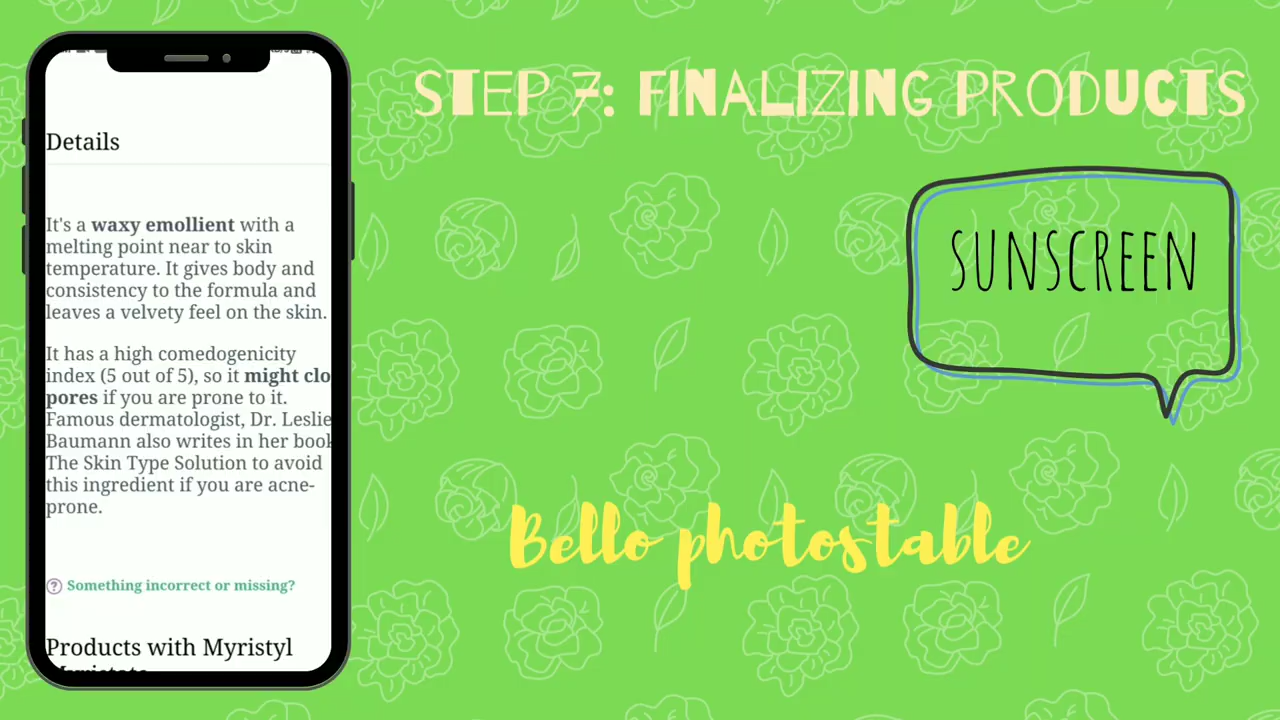 STEP 7: FINALIZING PRODUCTS
Details
It's a waxy emollient with a
melting point near to skin
temperature. It gives body and
consistency to the formula and
leaves a velvety feel on the skin.
It has a high comedogenicity
index (5 out of 5), so it might clo
pores if you are prone to it.
Famous dermatologist, Dr. Leslie
Baumann also writes in her book
The Skin Type Solution to avoid
this ingredient if you are acne-
prone.
Something incorrect or missing?
Products with Myristyl
Myristate
SUNSCREEN
Bello photostable